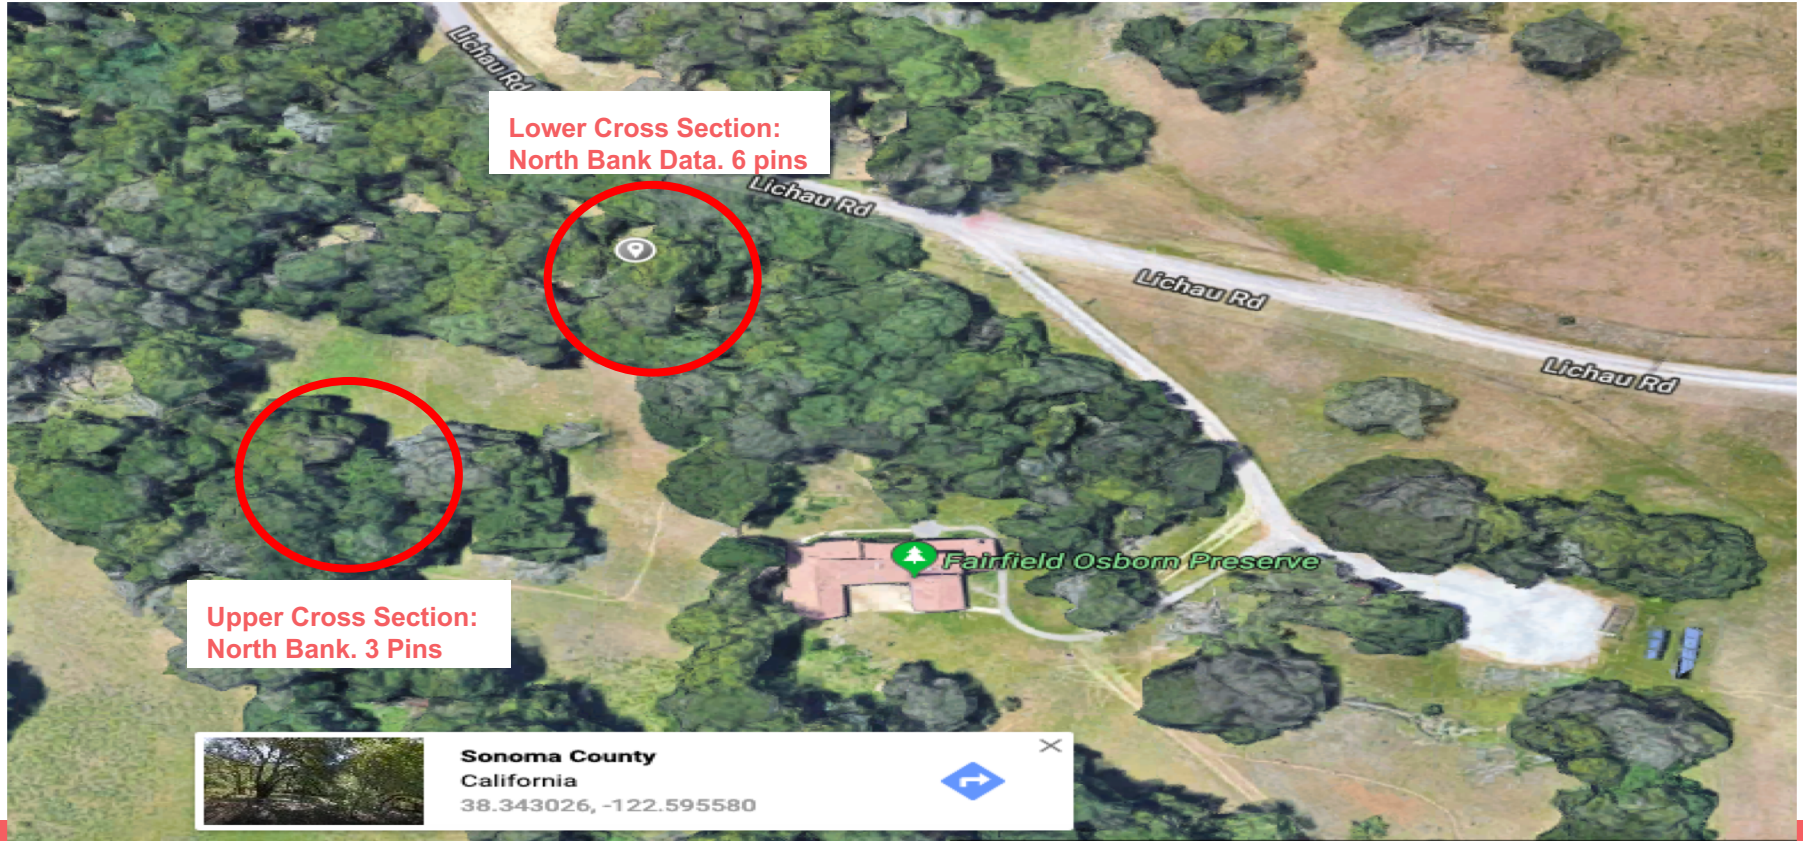 Lichau Rd
Lower Cross Section:
North Bank Data. 6 pins
Lichau Rd
Lichau Rd
Lichau Rd
Fairfield Osborn Preserve
Upper Cross Section:
North Bank. 3 Pins
Sonoma County
California
38.343026, -122.595580